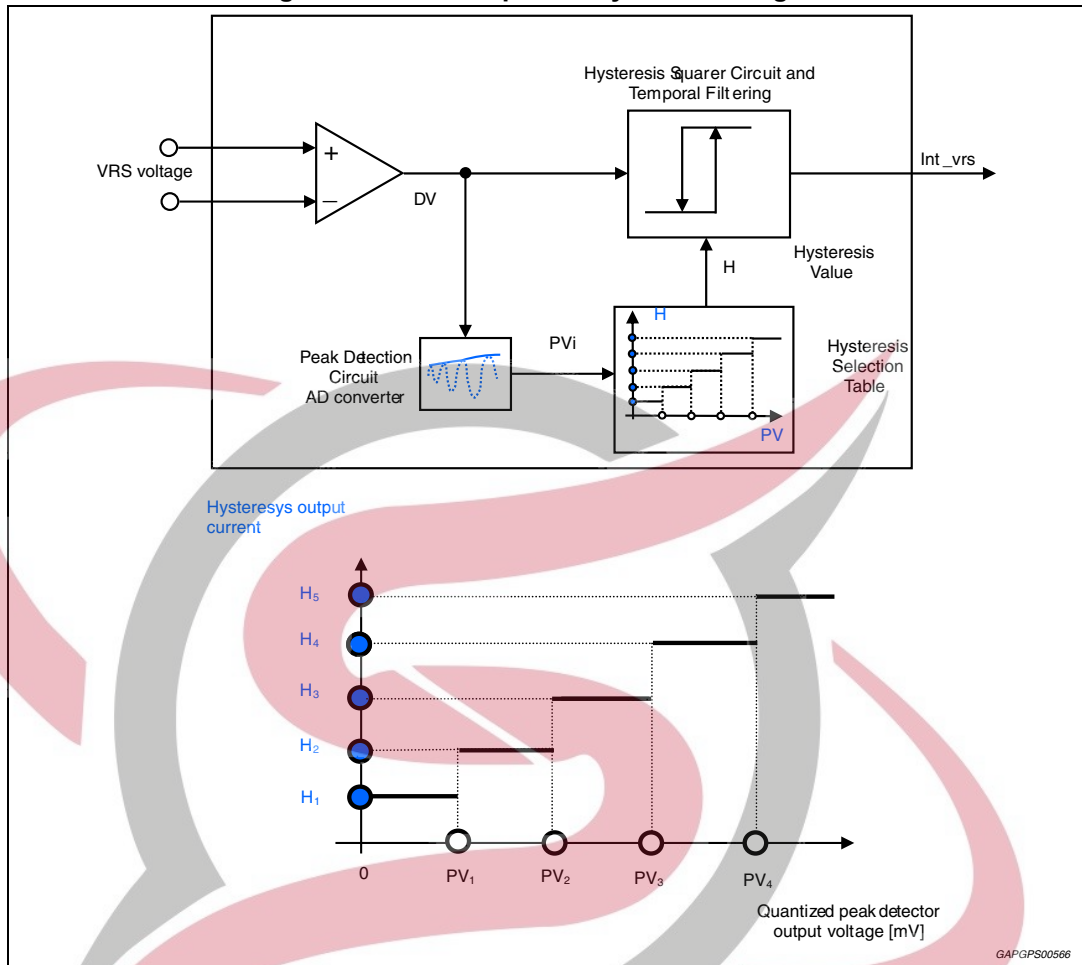 VRS voltage
+
−
DV
Hysteresis Squarer Circuit and
Temporal Filtering
Int_vrs
H
Hysteresis
Value
Peak Detection
Circuit
AD converter
PVi
H
PV
Hysteresis
Selection
Table
Hysteresys output
current
H5
H4
H3
H2
H1
0
PV1
PV2
PV3
PV4
Quantized peak detector
output voltage [mV]
GAPGPS00566